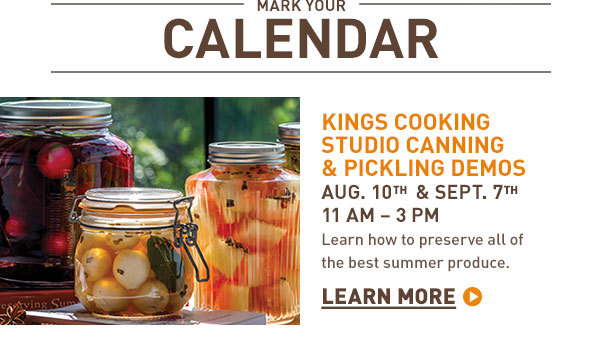 MARK YOUR
CALENDAR
KINGS COOKING
STUDIO CANNING
& PICKLING DEMOS
AUG. 10TH & SEPT. 7TH
11 AM – 3 PM
Learn how to preserve all of
the best summer produce.
LEARN MORE